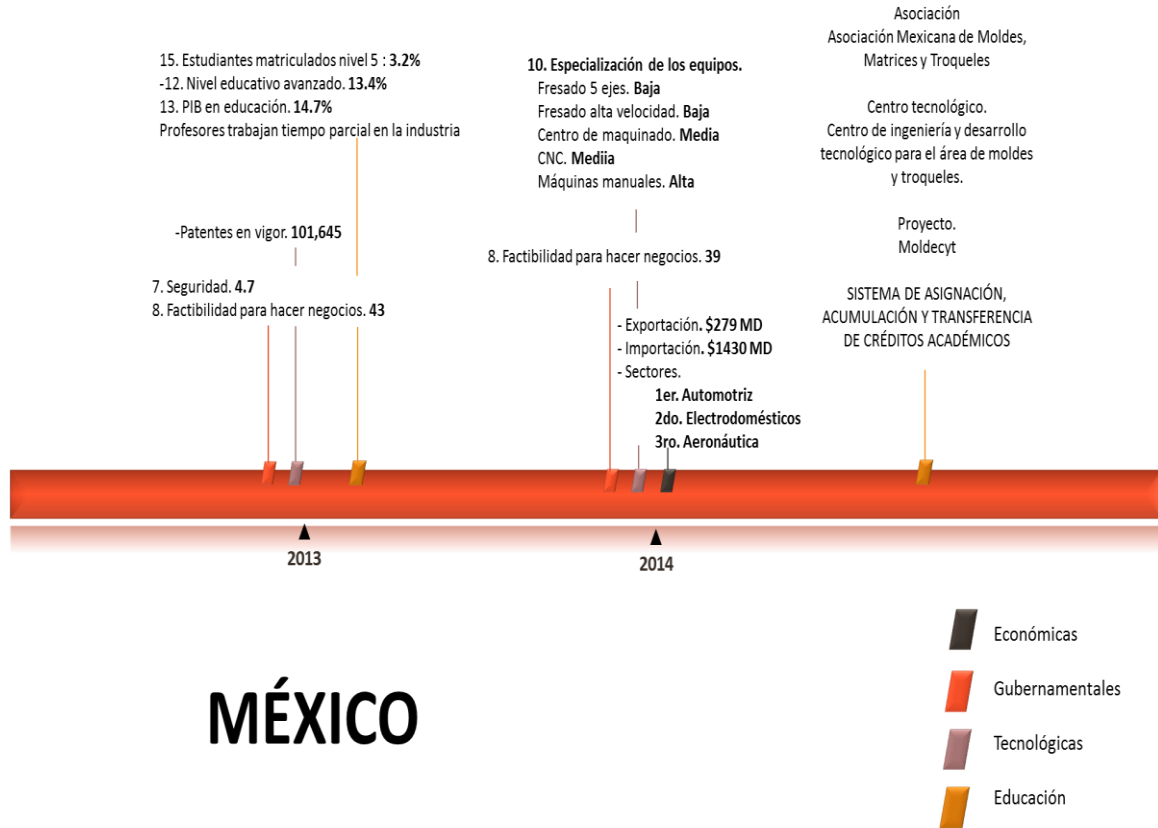 15. Estudiantes matriculados nivel 5 : 3.2%
-12. Nivel educativo avanzado. 13.4%
13. PIB en educación. 14.7%
Profesores trabajan tiempo parcial en la industria
-Patentes en vigor. 101,645
7. Seguridad. 4.7
8. Factibilidad para hacer negocios. 43
10. Especialización de los equipos.
Fresado 5 ejes. Baja
Fresado alta velocidad. Baja
Centro de maquinado. Media
CNC. Mediia
Máquinas manuales. Alta
8. Factibilidad para hacer negocios. 39
- Exportación. $279 MD
- Importación. $1430 MD
- Sectores.
1er. Automotriz
2do. Electrodomésticos
3ro. Aeronáutica
Asociación
Asociación Mexicana de Moldes,
Matrices y Troqueles
Centro tecnológico.
Centro de ingeniería y desarrollo
tecnológico para el área de moldes
y troqueles.
Proyecto.
Moldecyt
SISTEMA DE ASIGNACIÓN,
ACUMULACIÓN Y TRANSFERENCIA
DE CRÉDITOS ACADÉMICOS
2013
2014
MÉXICO
Económicas
Gubernamentales
Tecnológicas
Educación